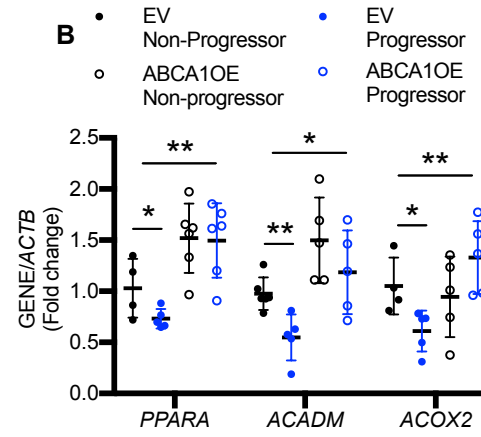 B
EV
Non-Progressor
EV
Progressor
ABCA1OE
Non-progressor
ABCA1OE
Progressor
GENE/ACTB
(Fold change)
2.5
2.0
1.5
1.0
0.5
0.0
*
**
**
*
*
**
PPARA
ACADM
ACOX2